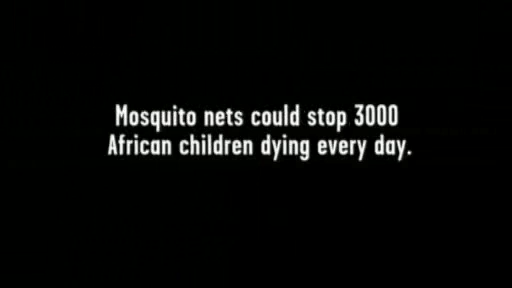 Mosquito nets could stop 3000
African children dying every day.